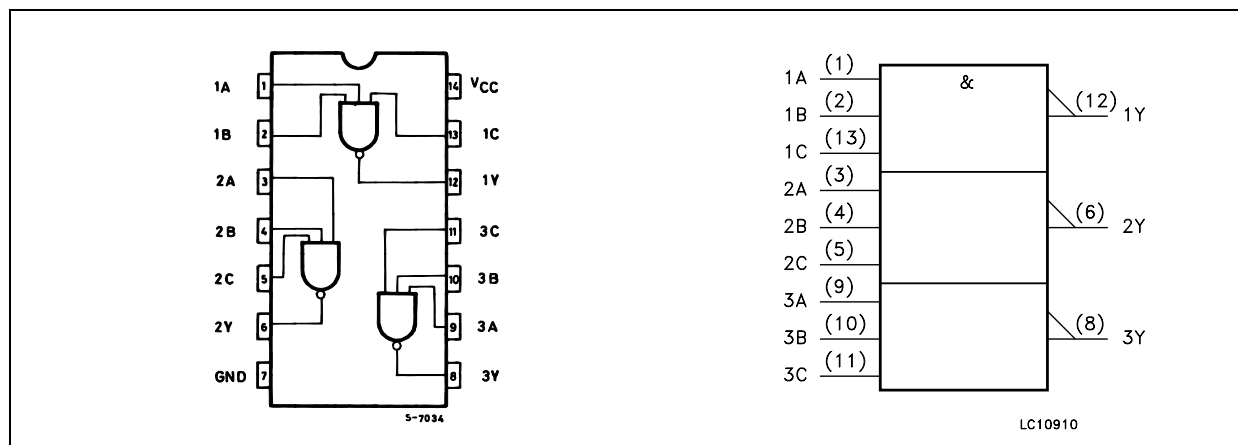 1A 1 14 VCC
1B 2 13 1C
2A 3 12 1Y
2B 4 11 3C
2C 5 10 3B
2Y 6 9 3A
GND 7 8 3Y
S-7034
&
1A (1)
1B (2)
1C (13)
2A (3)
2B (4)
2C (5)
3A (9)
3B (10)
3C (11)
(12) 1Y
(6) 2Y
(8) 3Y
LC10910